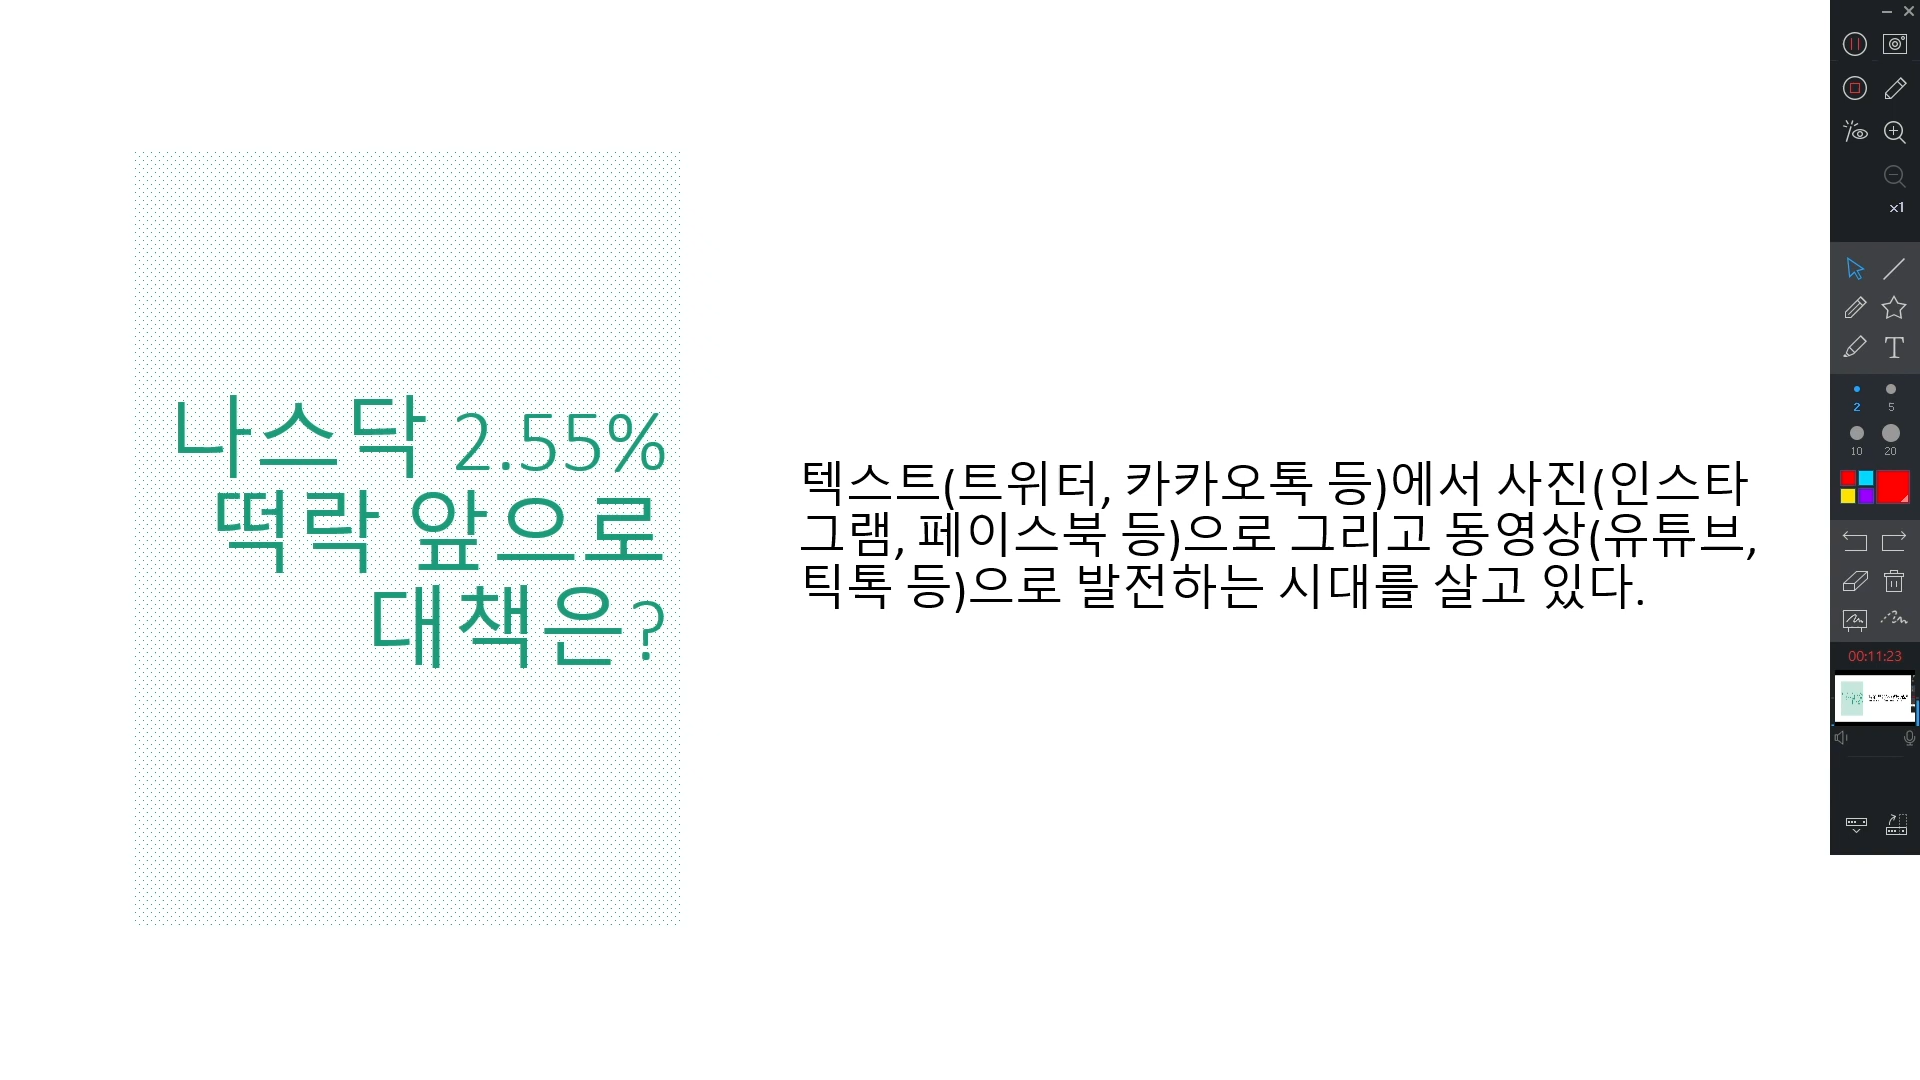 나스닥 2.55%
떡락 앞으로
대책은?
텍스트(트위터, 카카오톡 등)에서 사진(인스타
그램, 페이스북 등)으로 그리고 동영상(유튜브,
틱톡 등)으로 발전하는 시대를 살고 있다.
x1
T
2 5
10 20
00:11:23